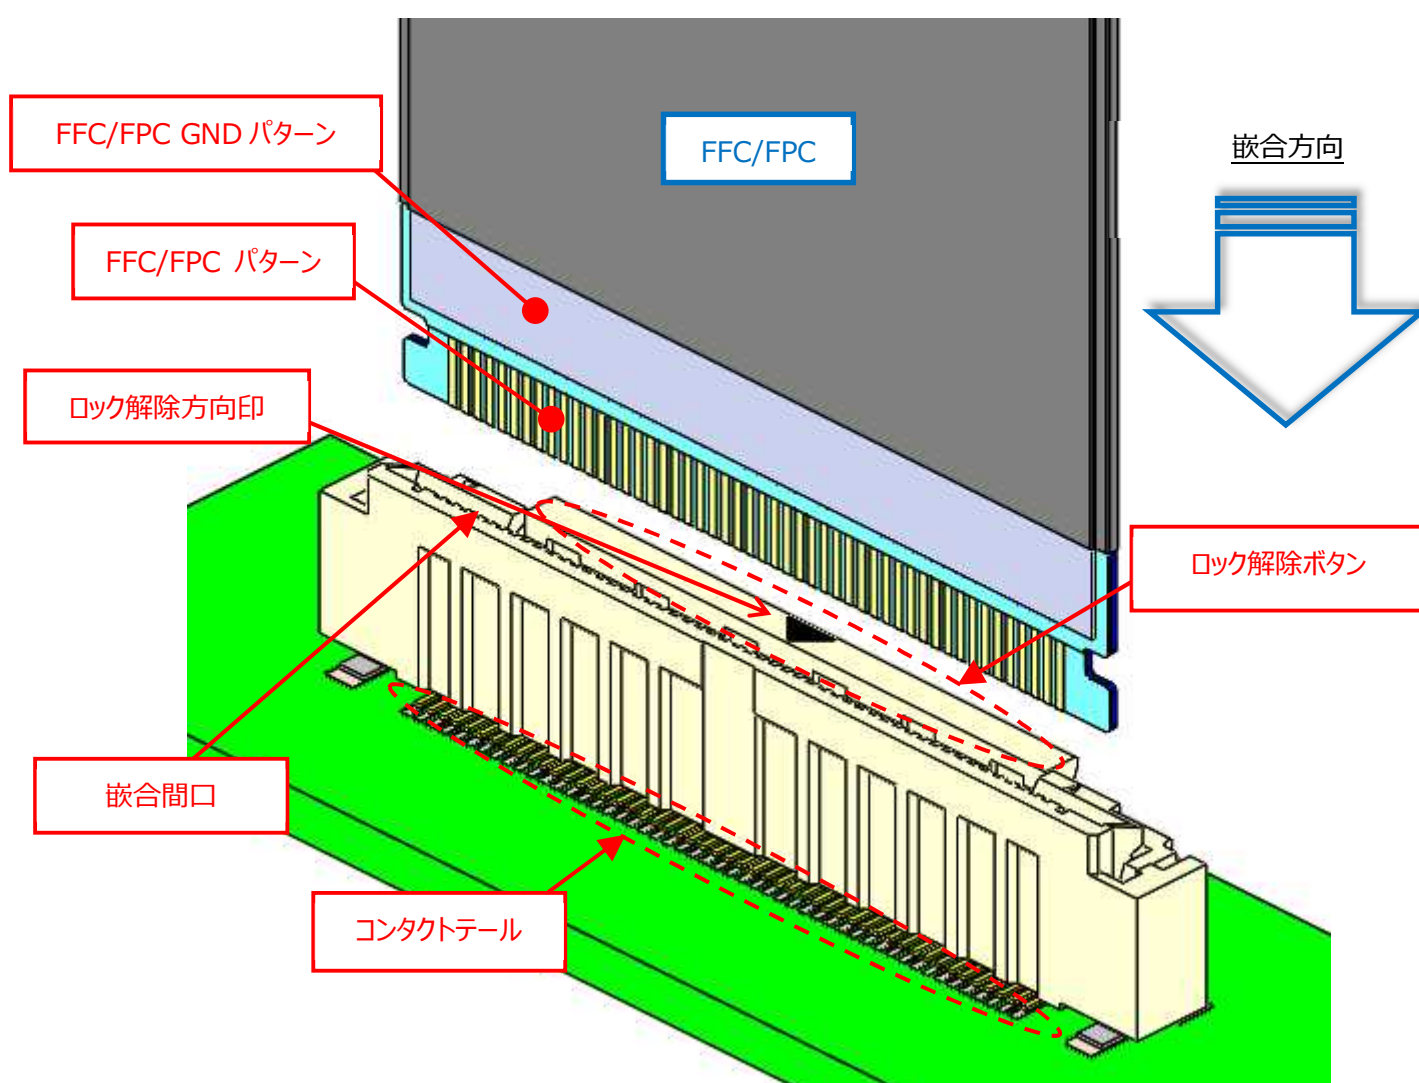 FFC/FPC GND パターン
FFC/FPC
嵌合方向
FFC/FPC パターン
ロック解除方向印
ロック解除ボタン
嵌合間口
コンタクトテール